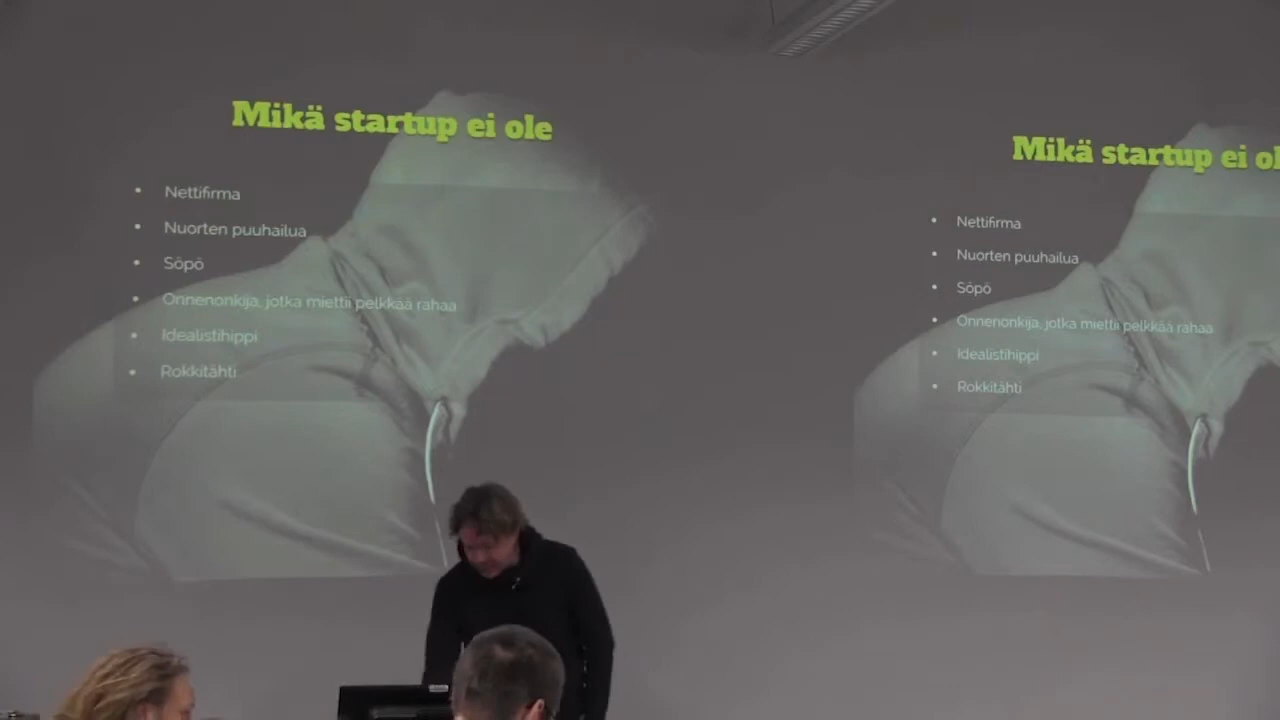 Mikä startup ei ole
Nettifirma
Nuorten puuhailua
Söpö
Onnenonkija, jotka miettii pelkkää rahaa
Idealistihippi
Rokkitähti
Mikä startup ei ol
Nettifirma
Nuorten puuhailua
Söpö
Onnenonkija, jotka miettii pelkkää rahaa
Idealistihippi
Rokkitähti